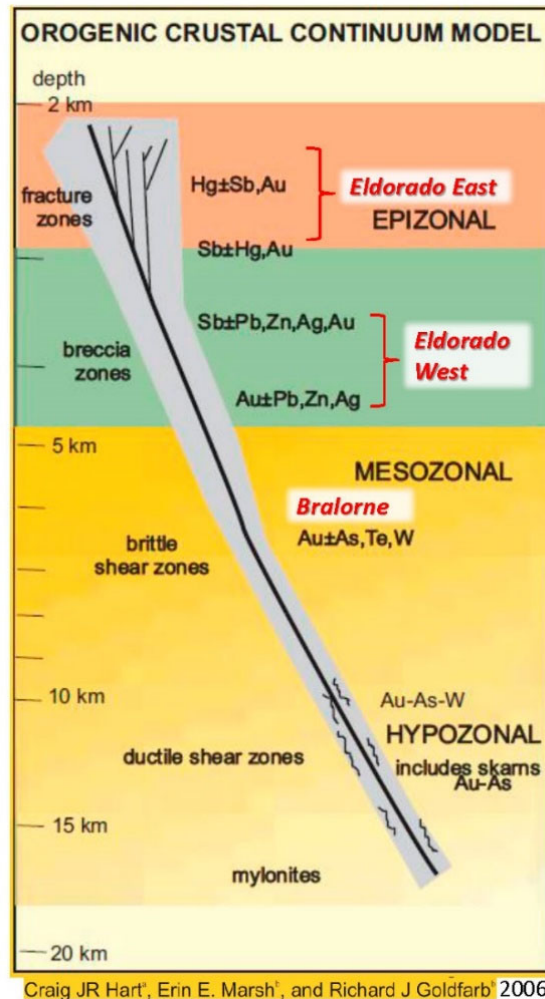 OROGENIC CRUSTAL CONTINUUM MODEL
depth
2 km
fracture
zones
Hg±Sb,Au
Eldorado East
EPIZONAL
Sb±Hg,Au
Sb±Pb,Zn,Ag,Au
breccia
zones
Eldorado
West
Au±Pb,Zn,Ag
5 km
MESOZONAL
Bralorne
Au±As,Te,W
brittle
shear zones
10 km
Au-As-W
HYPOZONAL
ductile shear zones
includes skarns
Au-As
15 km
mylonites
20 km
Craig JR Hartª, Erin E. Marsh, and Richard J Goldfarbᵇ 2006